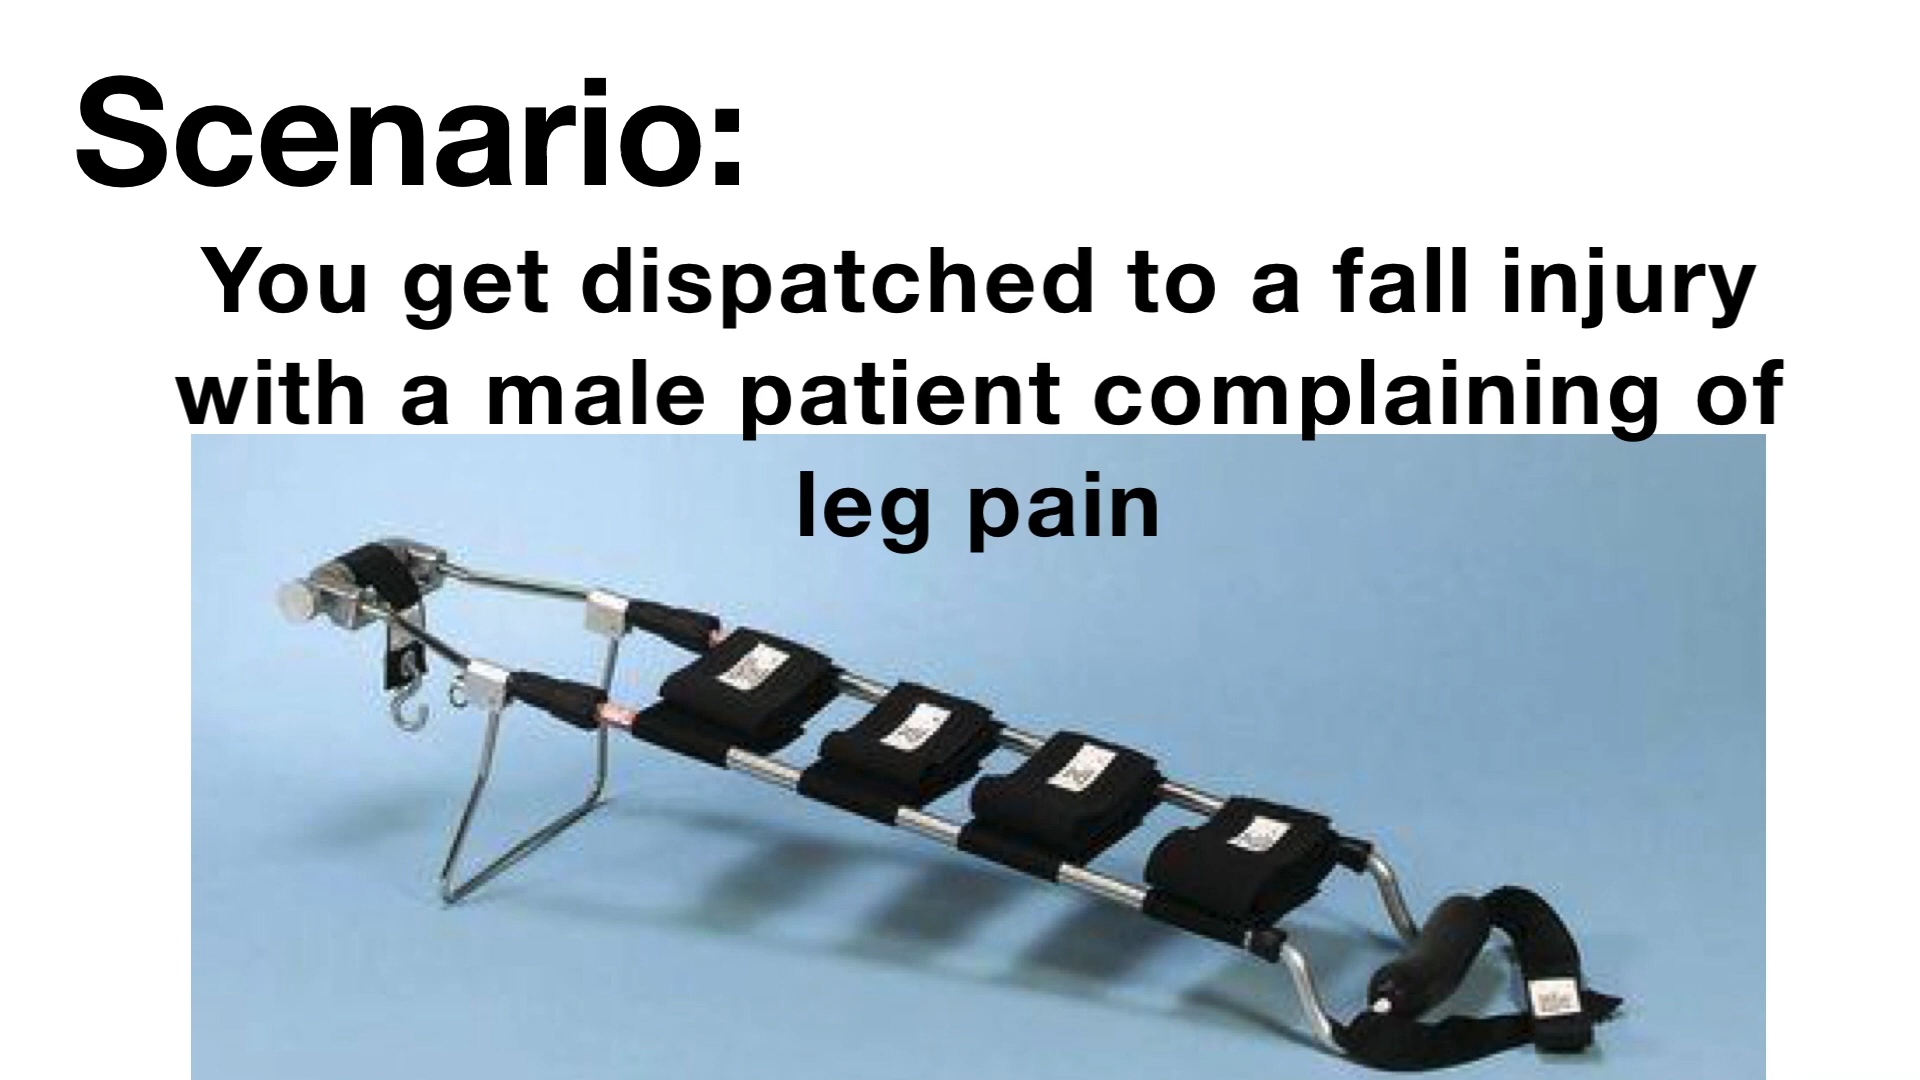 Scenario:
You get dispatched to a fall injury
with a male patient complaining of
leg pain